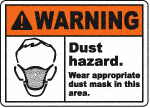 WARNING
Dust
hazard.
Wear appropriate
dust mask in this
area.